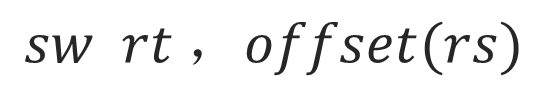 sw rt， offset(rs)